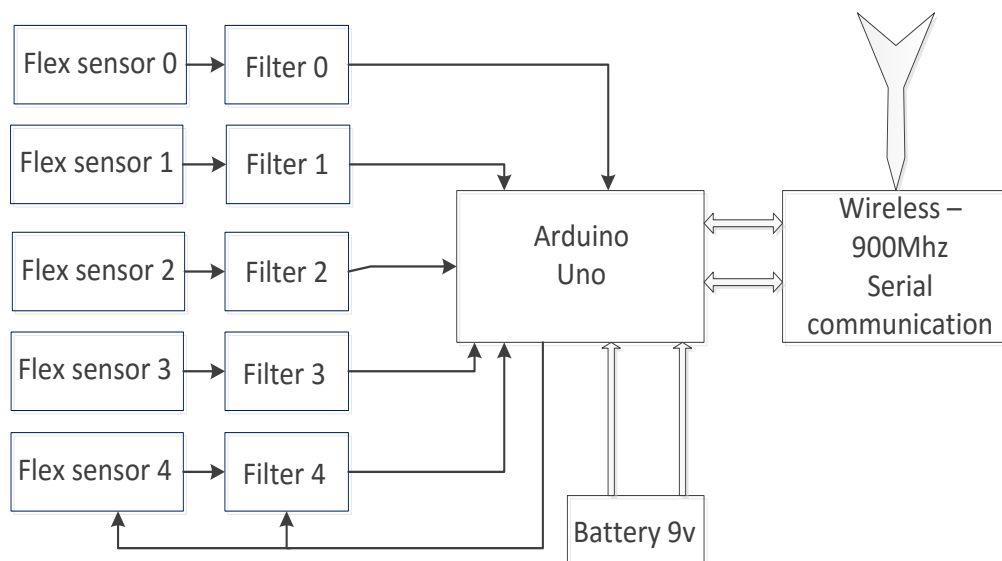 Flex sensor 0
Filter 0
Flex sensor 1
Filter 1
Flex sensor 2
Filter 2
Flex sensor 3
Filter 3
Flex sensor 4
Filter 4
Arduino
Uno
Wireless –
900Mhz
Serial
communication
Battery 9v